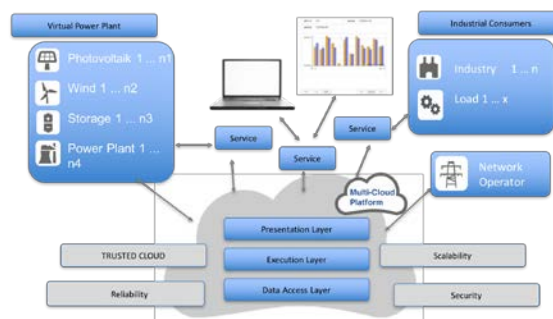 Virtual Power Plant
Photovoltaik 1 ... n1
Wind 1 ... n2
Storage 1 ... n3
Power Plant 1 ...
n4
Industrial Consumers
Industry 1 ... n
Load 1 ... x
Service
Service
Service
Network
Operator
Multi-Cloud
Platform
Presentation Layer
TRUSTED CLOUD
Execution Layer
Scalability
Reliability
Data Access Layer
Security